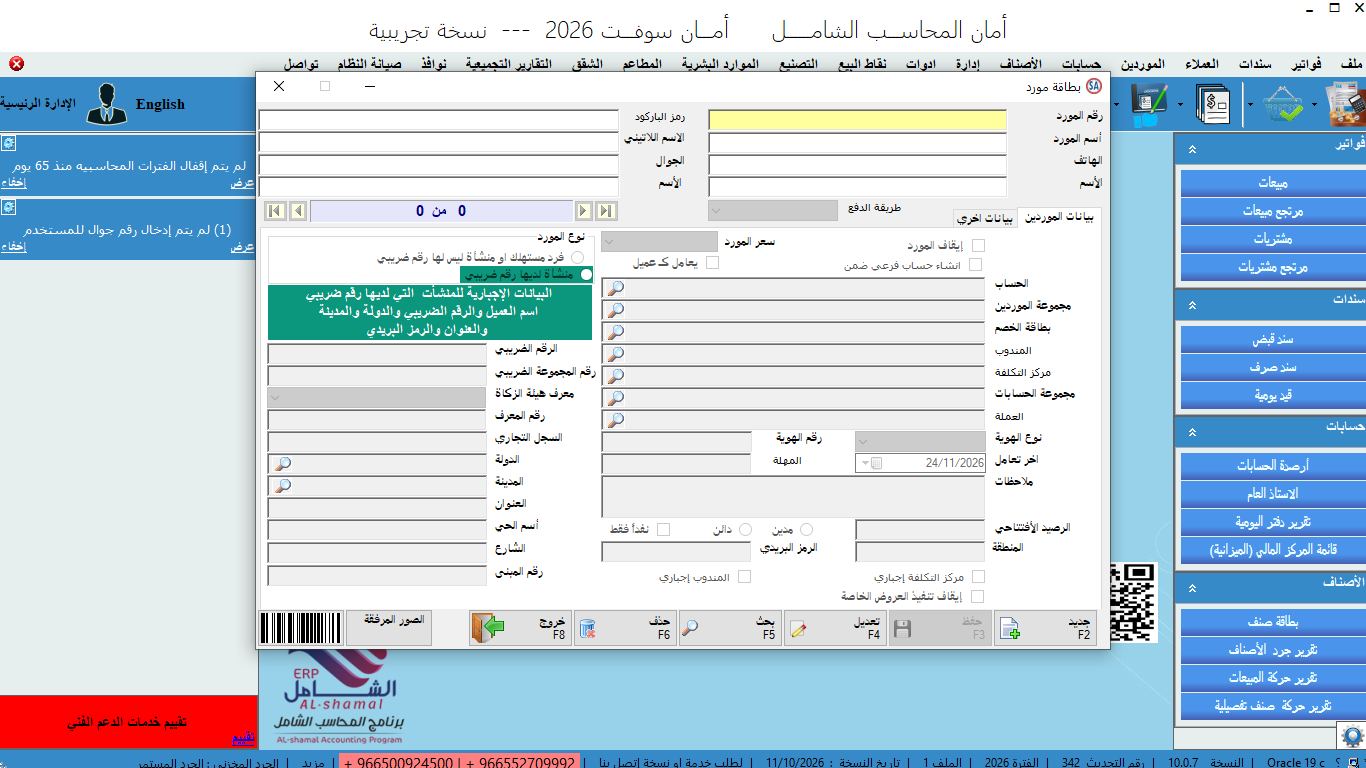 أمان المحاسب الشامل أمان سوفت 2026 --- نسخة تجريبية
ملف فواتير سندات العملاء الموردين حسابات الأصناف إدارة ادوات نقاط البيع التصنيع الموارد البشرية المطاعم الشقق التقارير التجميعية نوافذ صيانة النظام تواصل
English
الإدارة الرئيسية
لم يتم إقفال الفترات المحاسبية منذ 65 يوم
عرض إخفاء
(1) لم يتم إدخال رقم جوال للمستخدم
عرض إخفاء
تقييم خدمات الدعم الفني
تقييم
بطاقة مورد
رقم المورد
رمز الباركود
أسم المورد
الاسم اللاتيني
الهاتف
الجوال
الأسم
الأسم
طريقة الدفع
0 من 0
بيانات الموردين
بيانات اخري
إيقاف المورد
سعر المورد
انشاء حساب فرعي ضمن
يعامل كـ عميل
الحساب
مجموعة الموردين
بطاقة الخصم
المندوب
مركز التكلفة
مجموعة الحسابات
العملة
نوع الهوية
رقم الهوية
اخر تعامل
24/11/2026
المهلة
ملاحظات
الرصيد الأفتتاحي
مدين
دائن
نقداً فقط
المنطقة
الرمز البريدي
مركز التكلفة إجباري
المندوب إجباري
إيقاف تنفيذ العروض الخاصة
نوع المورد
فرد مستهلك او منشأة ليس لها رقم ضريبي
منشأة لديها رقم ضريبي
البيانات الإجبارية للمنشأت التي لديها رقم ضريبي
اسم العميل والرقم الضريبي والدولة والمدينة
والعنوان والرمز البريدي
الرقم الضريبي
رقم المجموعة الضريبي
معرف هيئة الزكاة
رقم المعرف
السجل التجاري
الدولة
المدينة
العنوان
أسم الحي
الشارع
رقم المبنى
جديد
F2
حفظ
F3
تعديل
F4
بحث
F5
حذف
F6
خروج
F8
الصور المرفقة
فواتير
مبيعات
مرتجع مبيعات
مشتريات
مرتجع مشتريات
سندات
سند قبض
سند صرف
قيد يومية
حسابات
أرصدة الحسابات
الاستاذ العام
تقرير دفتر اليومية
قائمة المركز المالي (الميزانية)
الأصناف
بطاقة صنف
تقرير جرد الأصناف
تقرير حركة المبيعات
تقرير حركة صنف تفصيلية
ERP
الشامل
AL-shamal
برنامج المحاسب الشامل
AL-shamal Accounting Program
Oracle 19 c | النسخة 10.0.7 | رقم التحديث 342 | الفترة 2026 | الملف 1 | تاريخ النسخة : 11/10/2026 | لطلب خدمة او نسخة إتصل بنا | + 966500924500 | + 966552709992 | مزيد | الجرد المخزني : الجرد المستمر